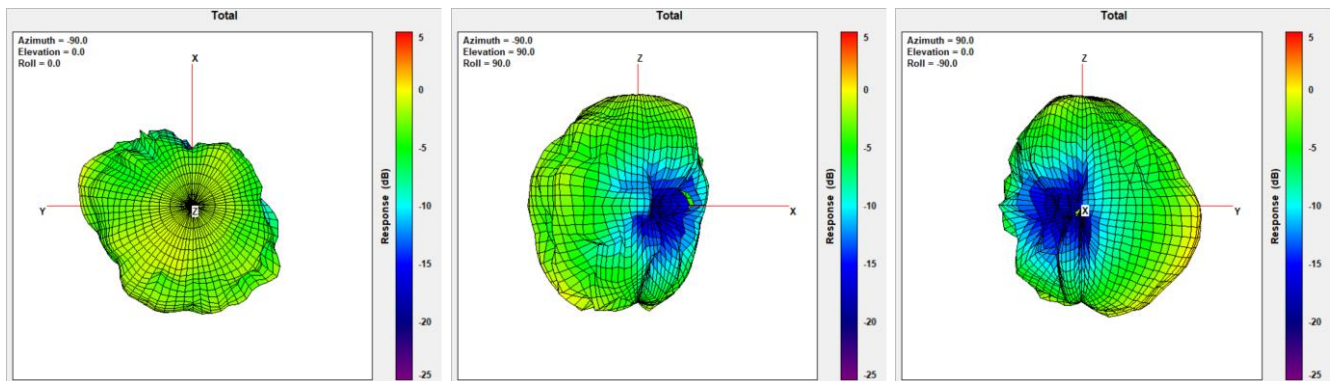 Total
Azimuth = -90.0
Elevation = 0.0
Roll = 0.0
X
Y
Z
5
0
-5
-10
-15
-20
-25
Response (dB)
Total
Azimuth = -90.0
Elevation = 90.0
Roll = 90.0
Z
X
5
0
-5
-10
-15
-20
-25
Response (dB)
Total
Azimuth = 90.0
Elevation = 0.0
Roll = -90.0
Z
X
Y
5
0
-5
-10
-15
-20
-25
Response (dB)